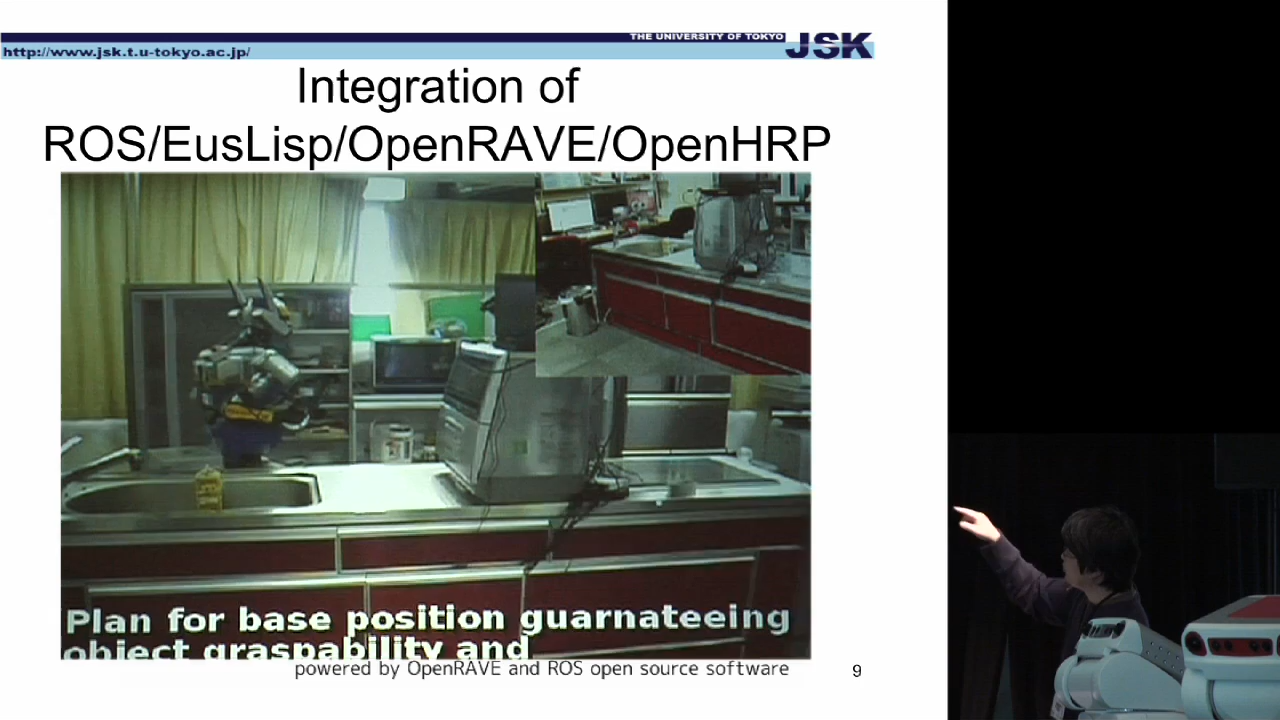 THE UNIVERSITY OF TOKYO
JSK
http://www.jsk.t.u-tokyo.ac.jp/
Integration of
ROS/EusLisp/OpenRAVE/OpenHRP
Plan for base position guarnateeing
object graspability and
powered by OpenRAVE and ROS open source software
9